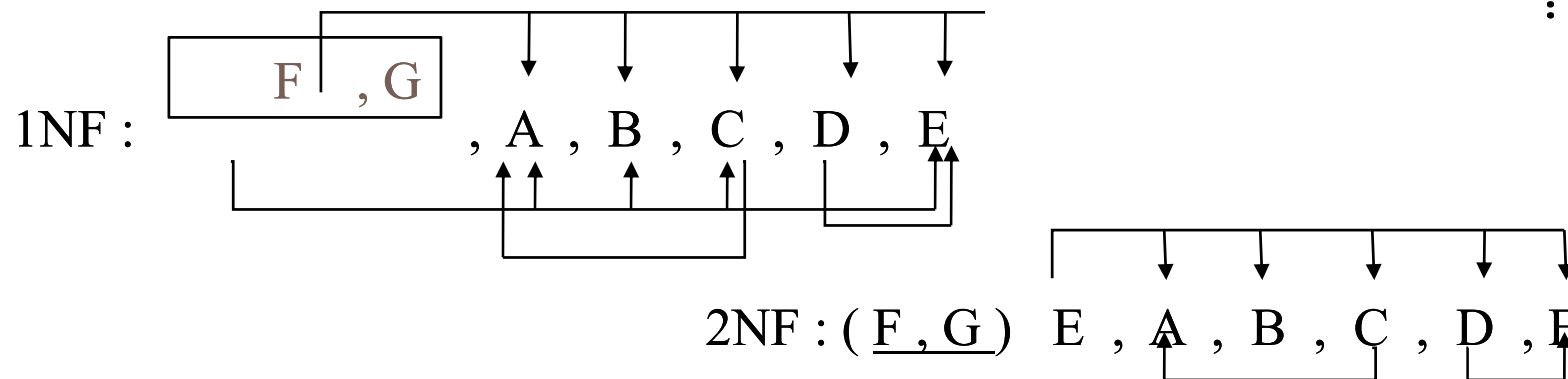 :
F , G
1NF : , A , B , C , D , E
2NF : ( F , G ) E , A , B , C , D ,